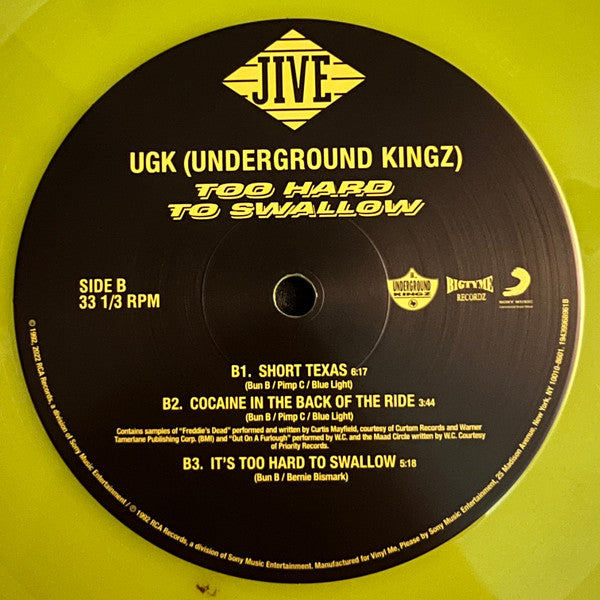 JIVE
UGK (UNDERGROUND KINGZ)
TOO HARD
TO SWALLOW
SIDE B
33 1/3 RPM
UNDERGROUND
KINGZ
BIGTYME
RECORDZ
SONY MUSIC
B1. SHORT TEXAS 6:17
(Bun B / Pimp C / Blue Light)
B2. COCAINE IN THE BACK OF THE RIDE 3:44
(Bun B / Pimp C / Blue Light)
Contains samples of "Freddie's Dead" performed and written by Curtis Mayfield, courtesy of Curtom Records and Warner
Tamerlane Publishing Corp. (BMI) and "Out On A Furlough" performed by W.C. and the Maad Circle written by W.C. Courtesy
of Priority Records.
B3. IT'S TOO HARD TO SWALLOW 5:18
(Bun B / Bernie Bismark)
© 1992, 2022 RCA Records, a division of Sony Music Entertainment / ℗ 1992 RCA Records, a division of Sony Music Entertainment. Manufactured for Vinyl Me, Please by Sony Music Entertainment, 25 Madison Avenue, New York, NY 10010-8601. 19439968961B